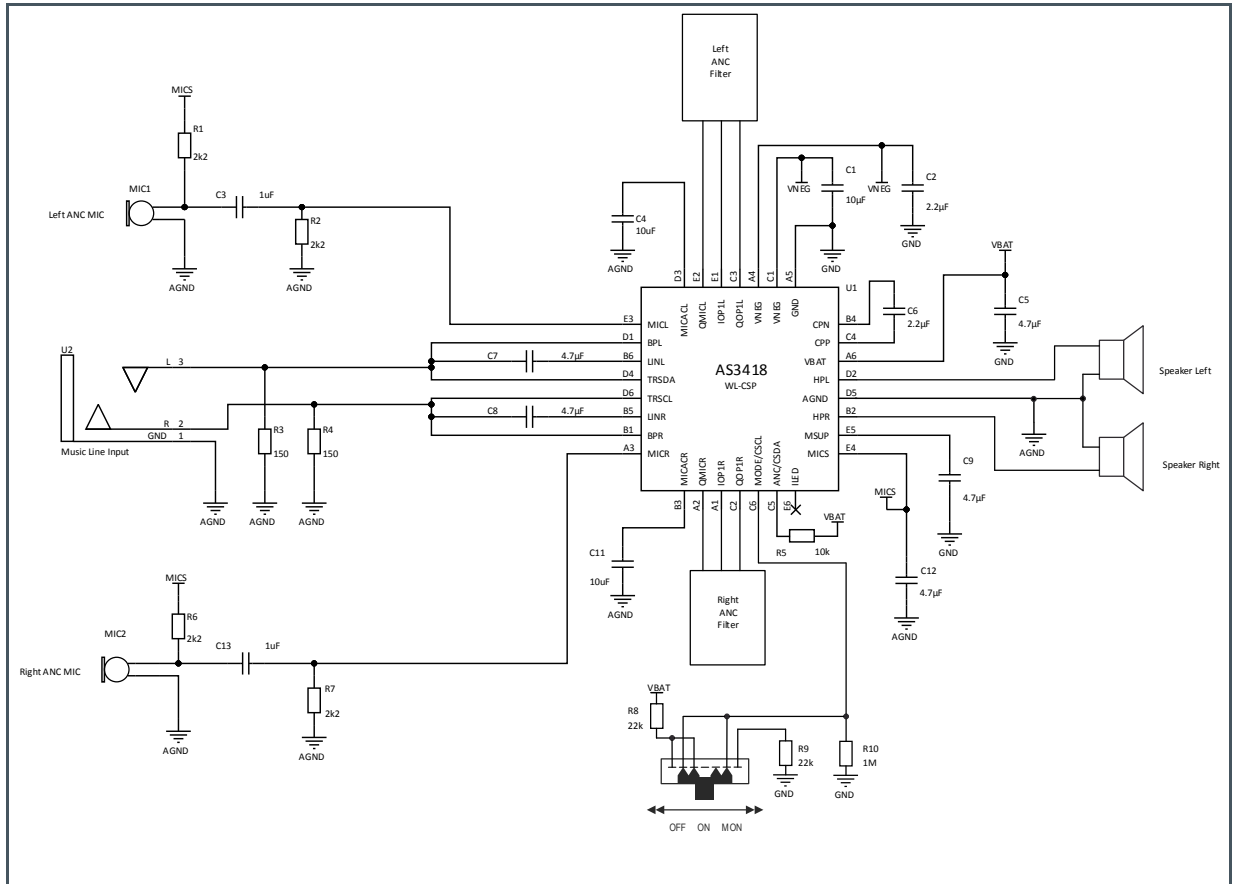 Left
ANC
Filter
MICS
R1
2k2
MIC1
C3
1uF
Left ANC MIC
R2
2k2
AGND
AGND
C4
10uF
AGND
VNEG
C1
10µF
VNEG
C2
2.2µF
GND
GND
VBAT
C5
4.7µF
GND
D3
E2
E1
C3
A4
C1
A5
U1
MICACL
QMICL
IOP1L
QOP1L
VNEG
VNEG
GND
E3
MICL
D1
BPL
B6
LINL
D4
TRSDA
D6
TRSCL
B5
LINR
B1
BPR
A3
MICR
AS3418
WL-CSP
CPN
B4
CPP
C4
VBAT
A6
HPL
D2
AGND
D5
HPR
B2
MSUP
E5
MICS
E4
C6
2.2µF
U2
L 3
R 2
GND 1
Music Line Input
C7
4.7µF
C8
4.7µF
R3
150
R4
150
AGND
AGND
AGND
Speaker Left
AGND
Speaker Right
C9
4.7µF
GND
MICS
C12
4.7µF
AGND
MICACR
QMICR
IOP1R
QOP1R
MODE/CSCL
ANC/CSDA
ILED
B3
A2
A1
C2
C6
C5
E6
VBAT
R5
10k
C11
10uF
AGND
Right
ANC
Filter
MICS
R6
2k2
MIC2
C13
1uF
Right ANC MIC
R7
2k2
AGND
AGND
VBAT
R8
22k
R9
22k
GND
R10
1M
GND
OFF ON MON